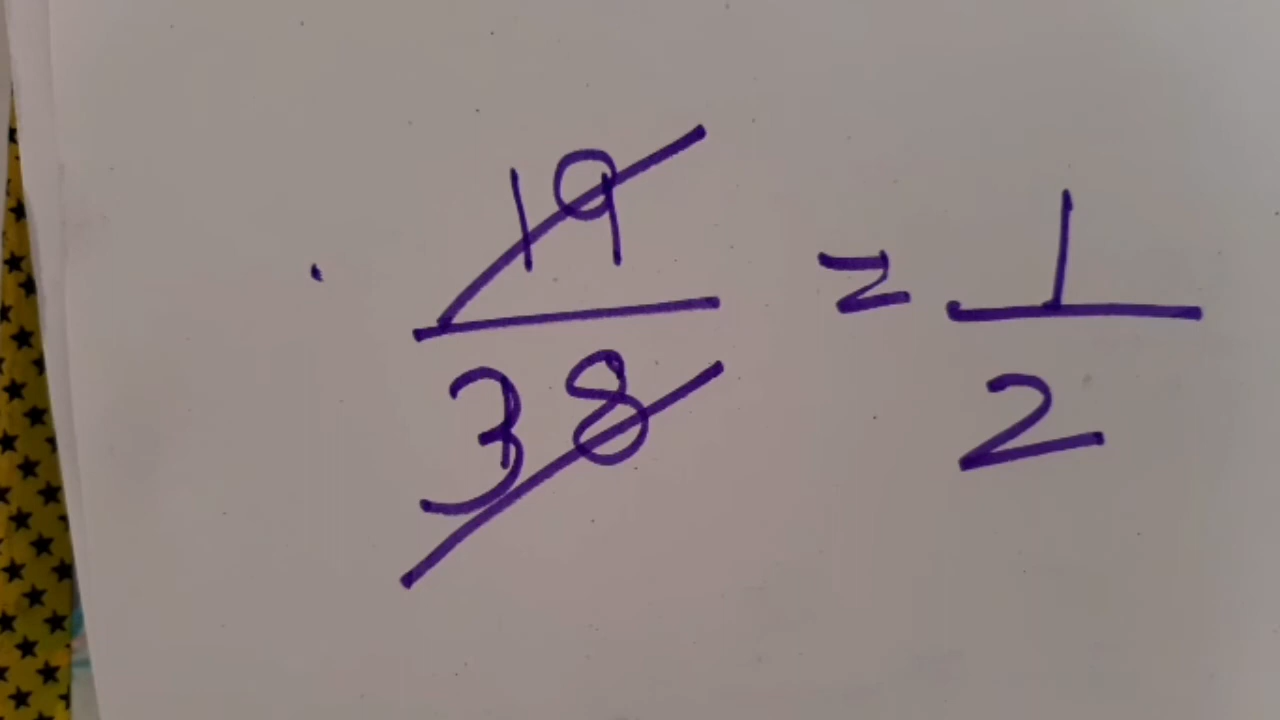 19/38 = 1/2